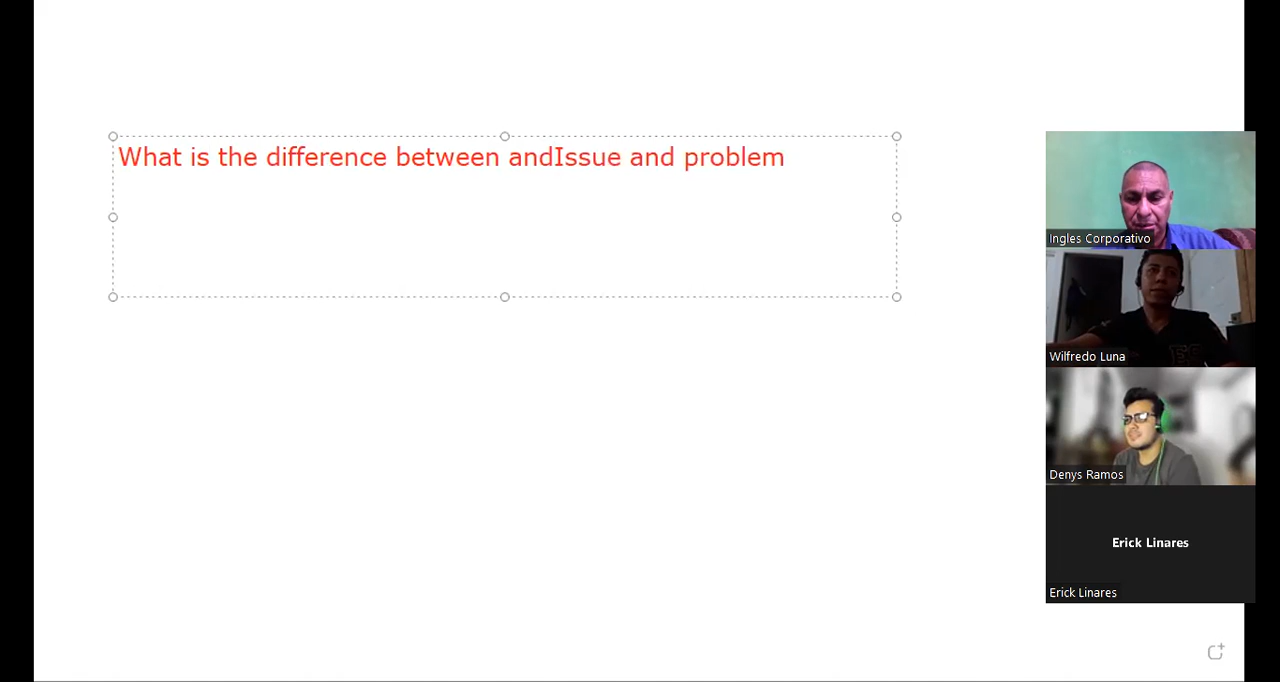 What is the difference between andIssue and problem
Ingles Corporativo
Wilfredo Luna
Denys Ramos
Erick Linares
Erick Linares